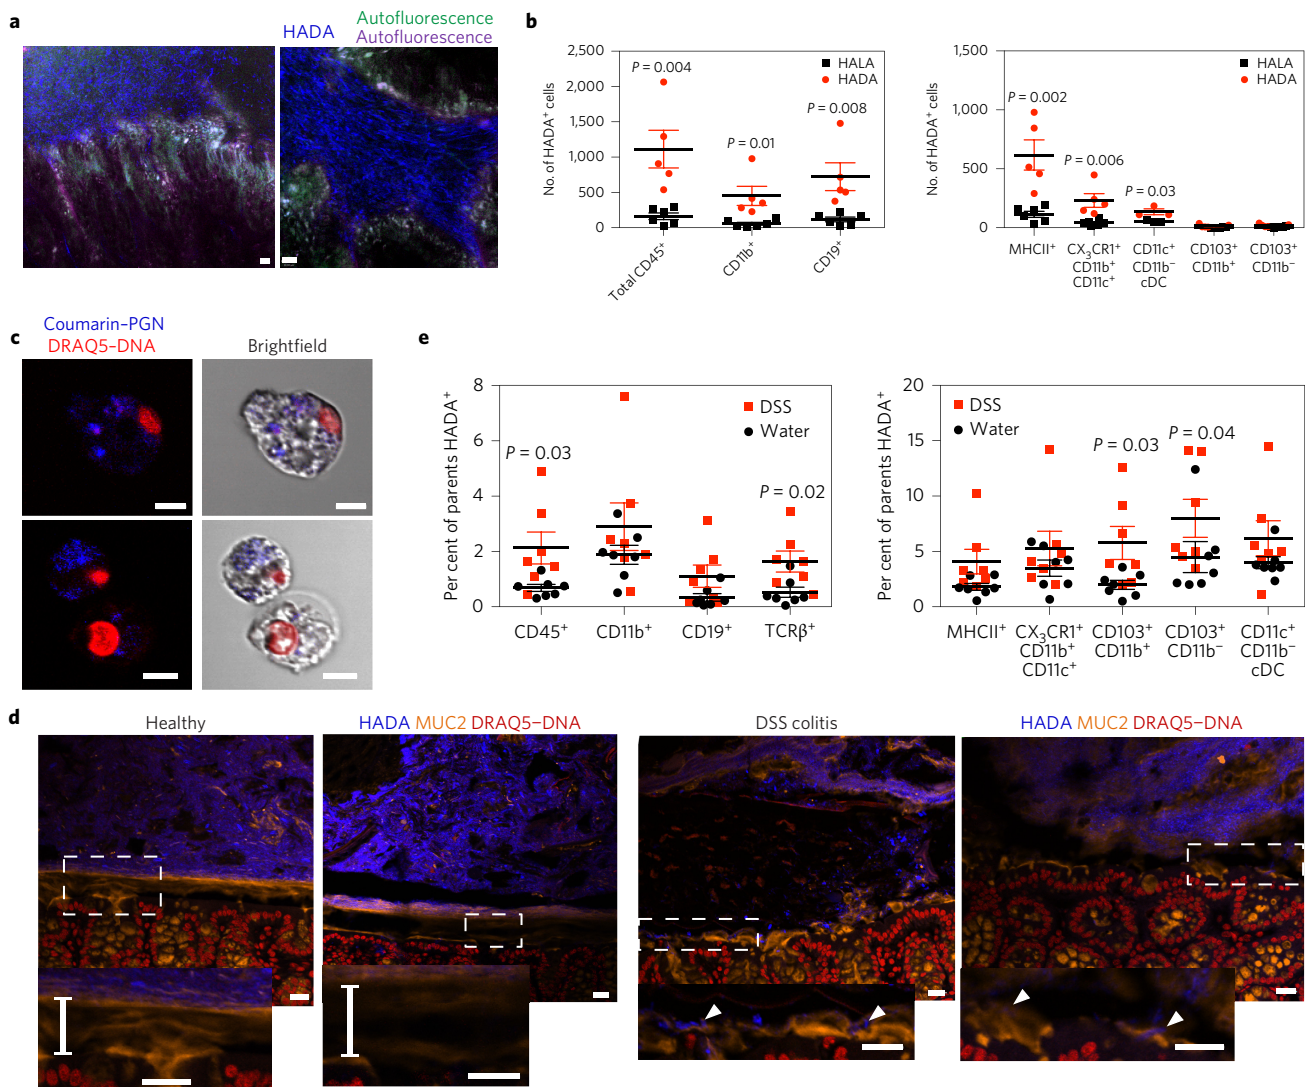 a
HADA
Autofluorescence
Autofluorescence
b
No. of HADA⁺ cells
2,500
2,000
1,500
1,000
500
0
P = 0.004
P = 0.01
P = 0.008
HALA
HADA
Total CD45⁺
CD11b⁺
CD19⁺
No. of HADA⁺ cells
1,500
1,000
500
0
P = 0.002
P = 0.006
P = 0.03
HALA
HADA
MHCII⁺
CX₃CR1⁺
CD11b⁺
CD11c⁺
CD11c⁺
CD11b⁻
cDC
CD103⁺
CD11b⁺
CD103⁺
CD11b⁻
c
Coumarin–PGN
DRAQ5–DNA
Brightfield
e
Per cent of parents HADA⁺
8
6
4
2
0
P = 0.03
P = 0.02
DSS
Water
CD45⁺
CD11b⁺
CD19⁺
TCRβ⁺
Per cent of parents HADA⁺
20
15
10
5
0
DSS
Water
P = 0.03
P = 0.04
MHCII⁺
CX₃CR1⁺
CD11b⁺
CD11c⁺
CD103⁺
CD11b⁺
CD103⁺
CD11b⁻
CD11c⁺
CD11b⁻
cDC
d
Healthy
HADA MUC2 DRAQ5–DNA
DSS colitis
HADA MUC2 DRAQ5–DNA